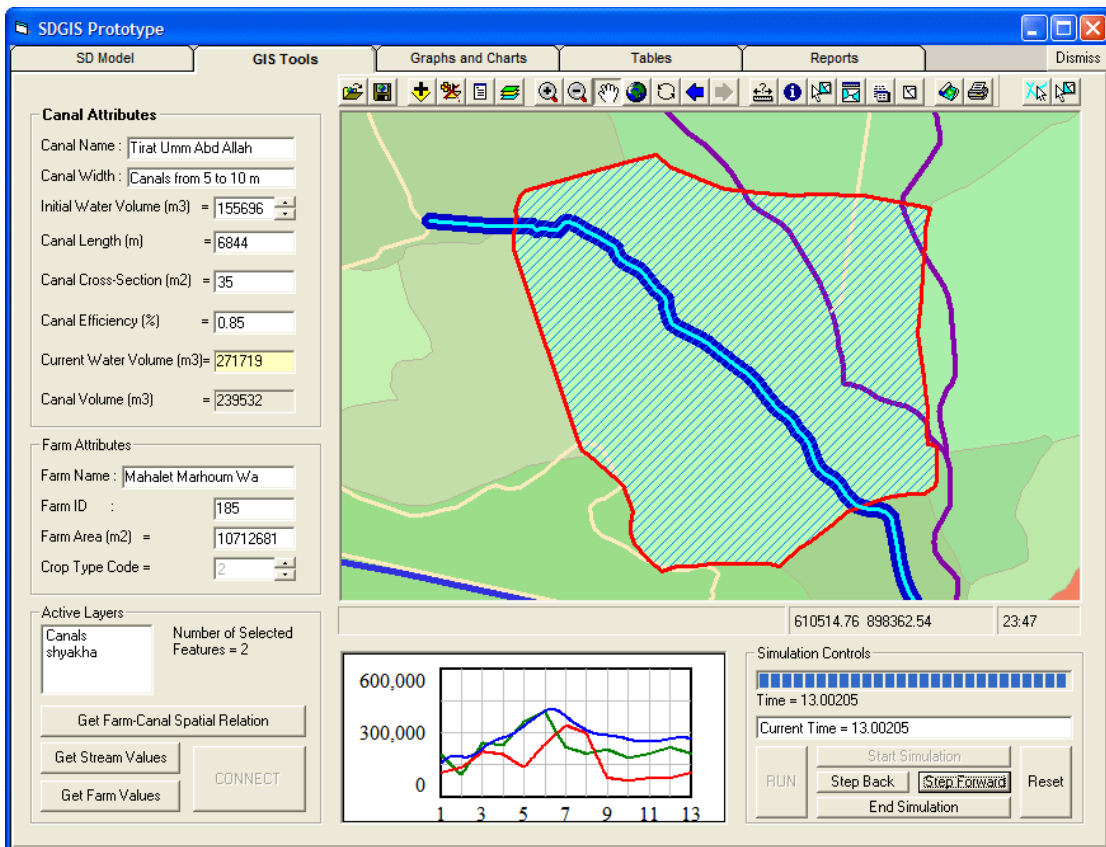 SDGIS Prototype
SD Model GIS Tools Graphs and Charts Tables Reports Dismiss
Canal Attributes
Canal Name : Tirat Umm Abd Allah
Canal Width : Canals from 5 to 10 m
Initial Water Volume (m3) = 155696
Canal Length (m) = 6844
Canal Cross-Section (m2) = 35
Canal Efficiency (%) = 0.85
Current Water Volume (m3)= 271719
Canal Volume (m3) = 239532
Farm Attributes
Farm Name : Mahalet Marhoum Wa
Farm ID : 185
Farm Area (m2) = 10712681
Crop Type Code = 2
Active Layers
Canals
shyakha
Number of Selected
Features = 2
Get Farm-Canal Spatial Relation
Get Stream Values
CONNECT
Get Farm Values
610514.76 898362.54 23:47
600,000
300,000
0
1 3 5 7 9 11 13
Simulation Controls
Time = 13.00205
Current Time = 13.00205
RUN
Start Simulation
Step Back Step Forward
End Simulation
Reset